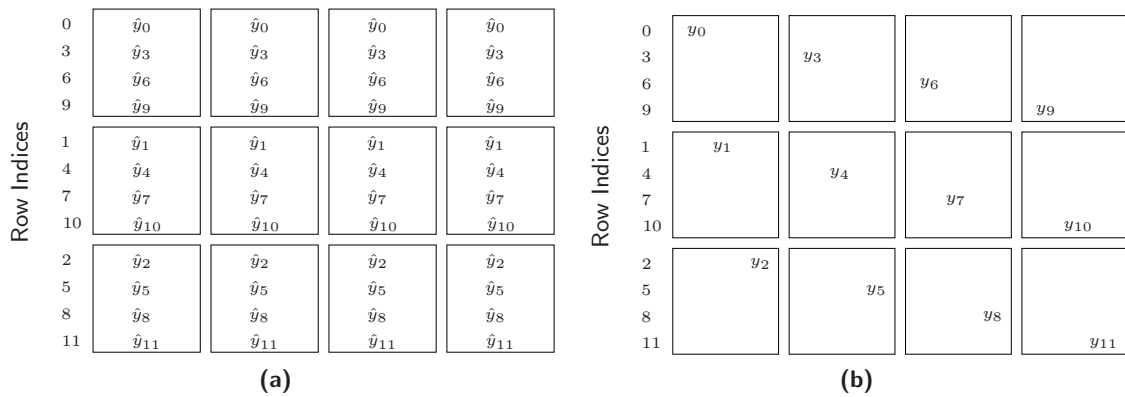 Row Indices
0 ŷ0 ŷ0 ŷ0 ŷ0
3 ŷ3 ŷ3 ŷ3 ŷ3
6 ŷ6 ŷ6 ŷ6 ŷ6
9 ŷ9 ŷ9 ŷ9 ŷ9
1 ŷ1 ŷ1 ŷ1 ŷ1
4 ŷ4 ŷ4 ŷ4 ŷ4
7 ŷ7 ŷ7 ŷ7 ŷ7
10 ŷ10 ŷ10 ŷ10 ŷ10
2 ŷ2 ŷ2 ŷ2 ŷ2
5 ŷ5 ŷ5 ŷ5 ŷ5
8 ŷ8 ŷ8 ŷ8 ŷ8
11 ŷ11 ŷ11 ŷ11 ŷ11
(a)
Row Indices
0 y0
3 y3
6 y6
9 y9
1 y1
4 y4
7 y7
10 y10
2 y2
5 y5
8 y8
11 y11
(b)